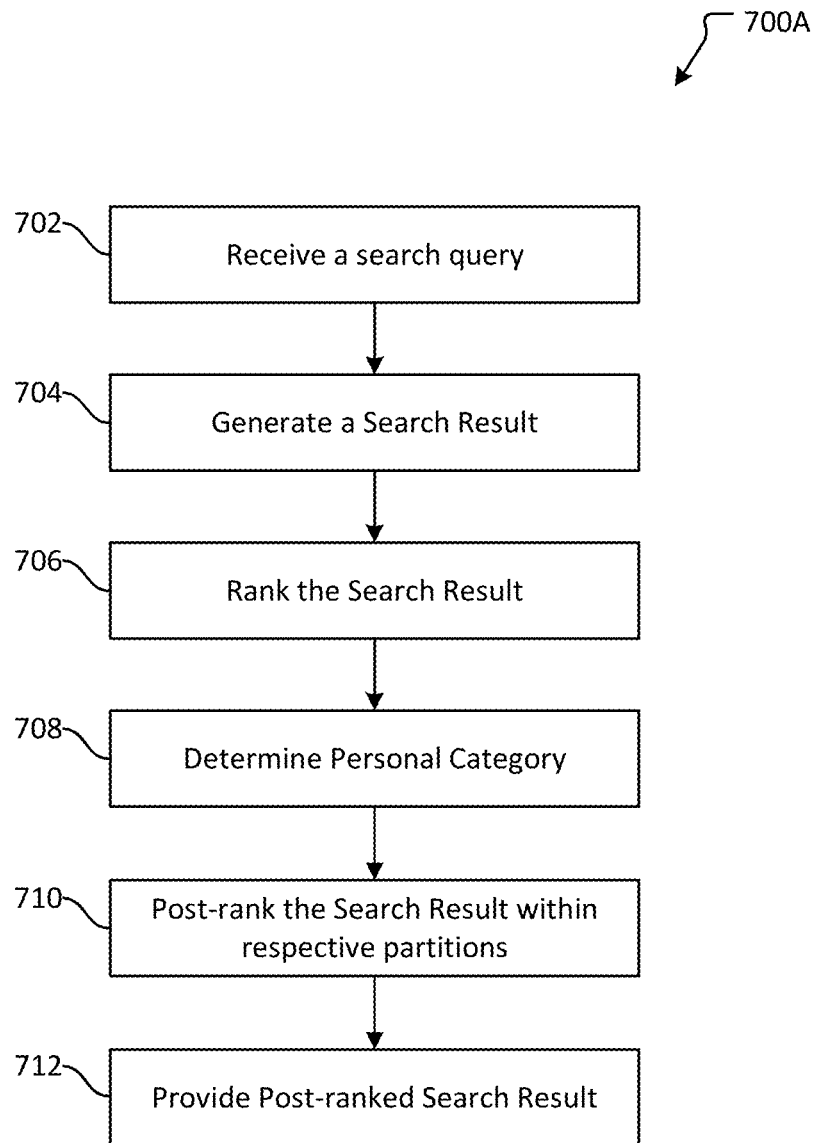 700A
702
Receive a search query
704
Generate a Search Result
706
Rank the Search Result
708
Determine Personal Category
710
Post-rank the Search Result within
respective partitions
712
Provide Post-ranked Search Result